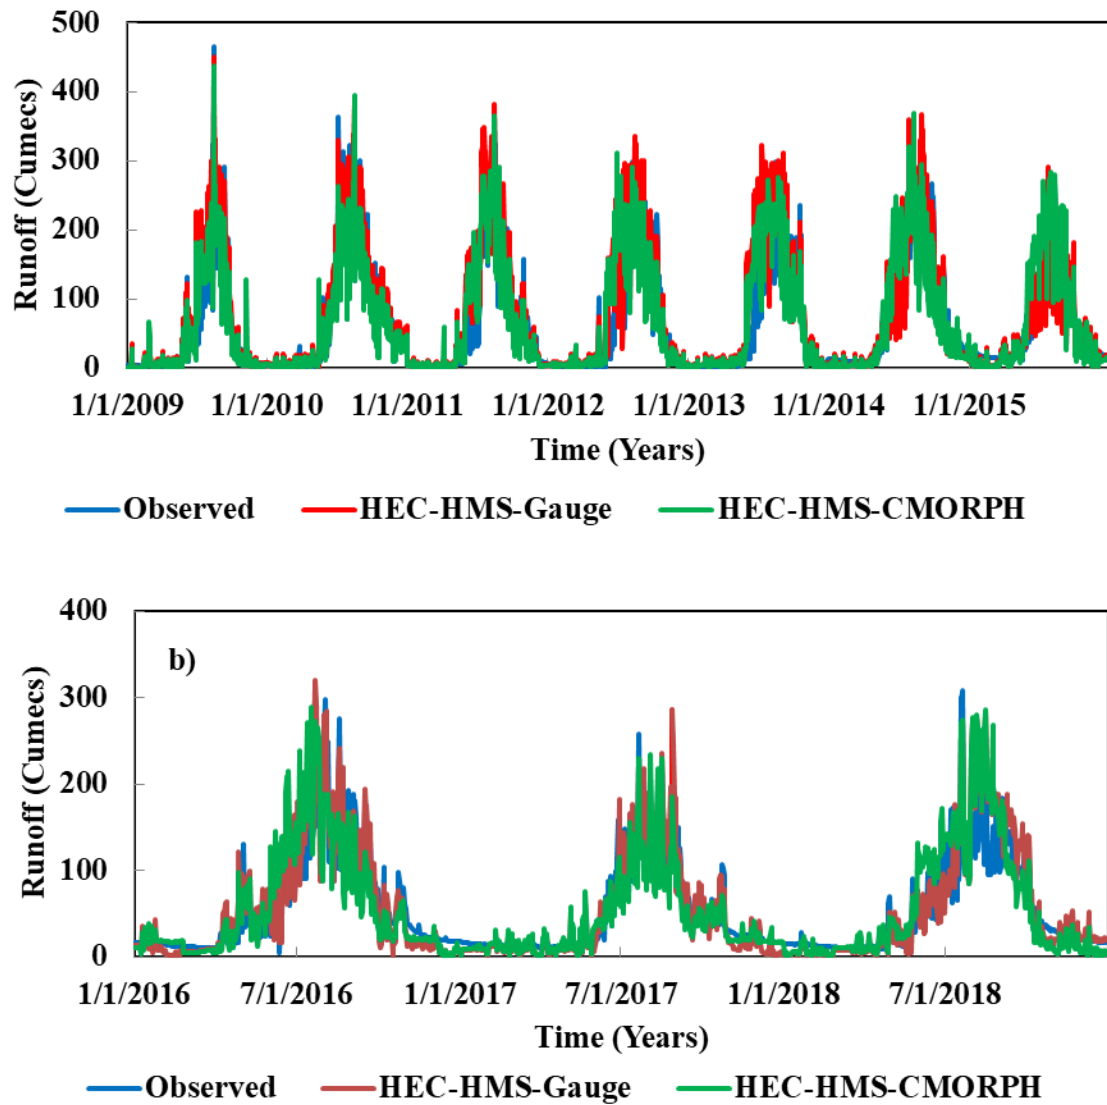 500
400
300
200
100
0
Runoff (Cumecs)
1/1/2009 1/1/2010 1/1/2011 1/1/2012 1/1/2013 1/1/2014 1/1/2015
Time (Years)
Observed HEC-HMS-Gauge HEC-HMS-CMORPH
400
300
200
100
0
Runoff (Cumecs)
b)
1/1/2016 7/1/2016 1/1/2017 7/1/2017 1/1/2018 7/1/2018
Time (Years)
Observed HEC-HMS-Gauge HEC-HMS-CMORPH